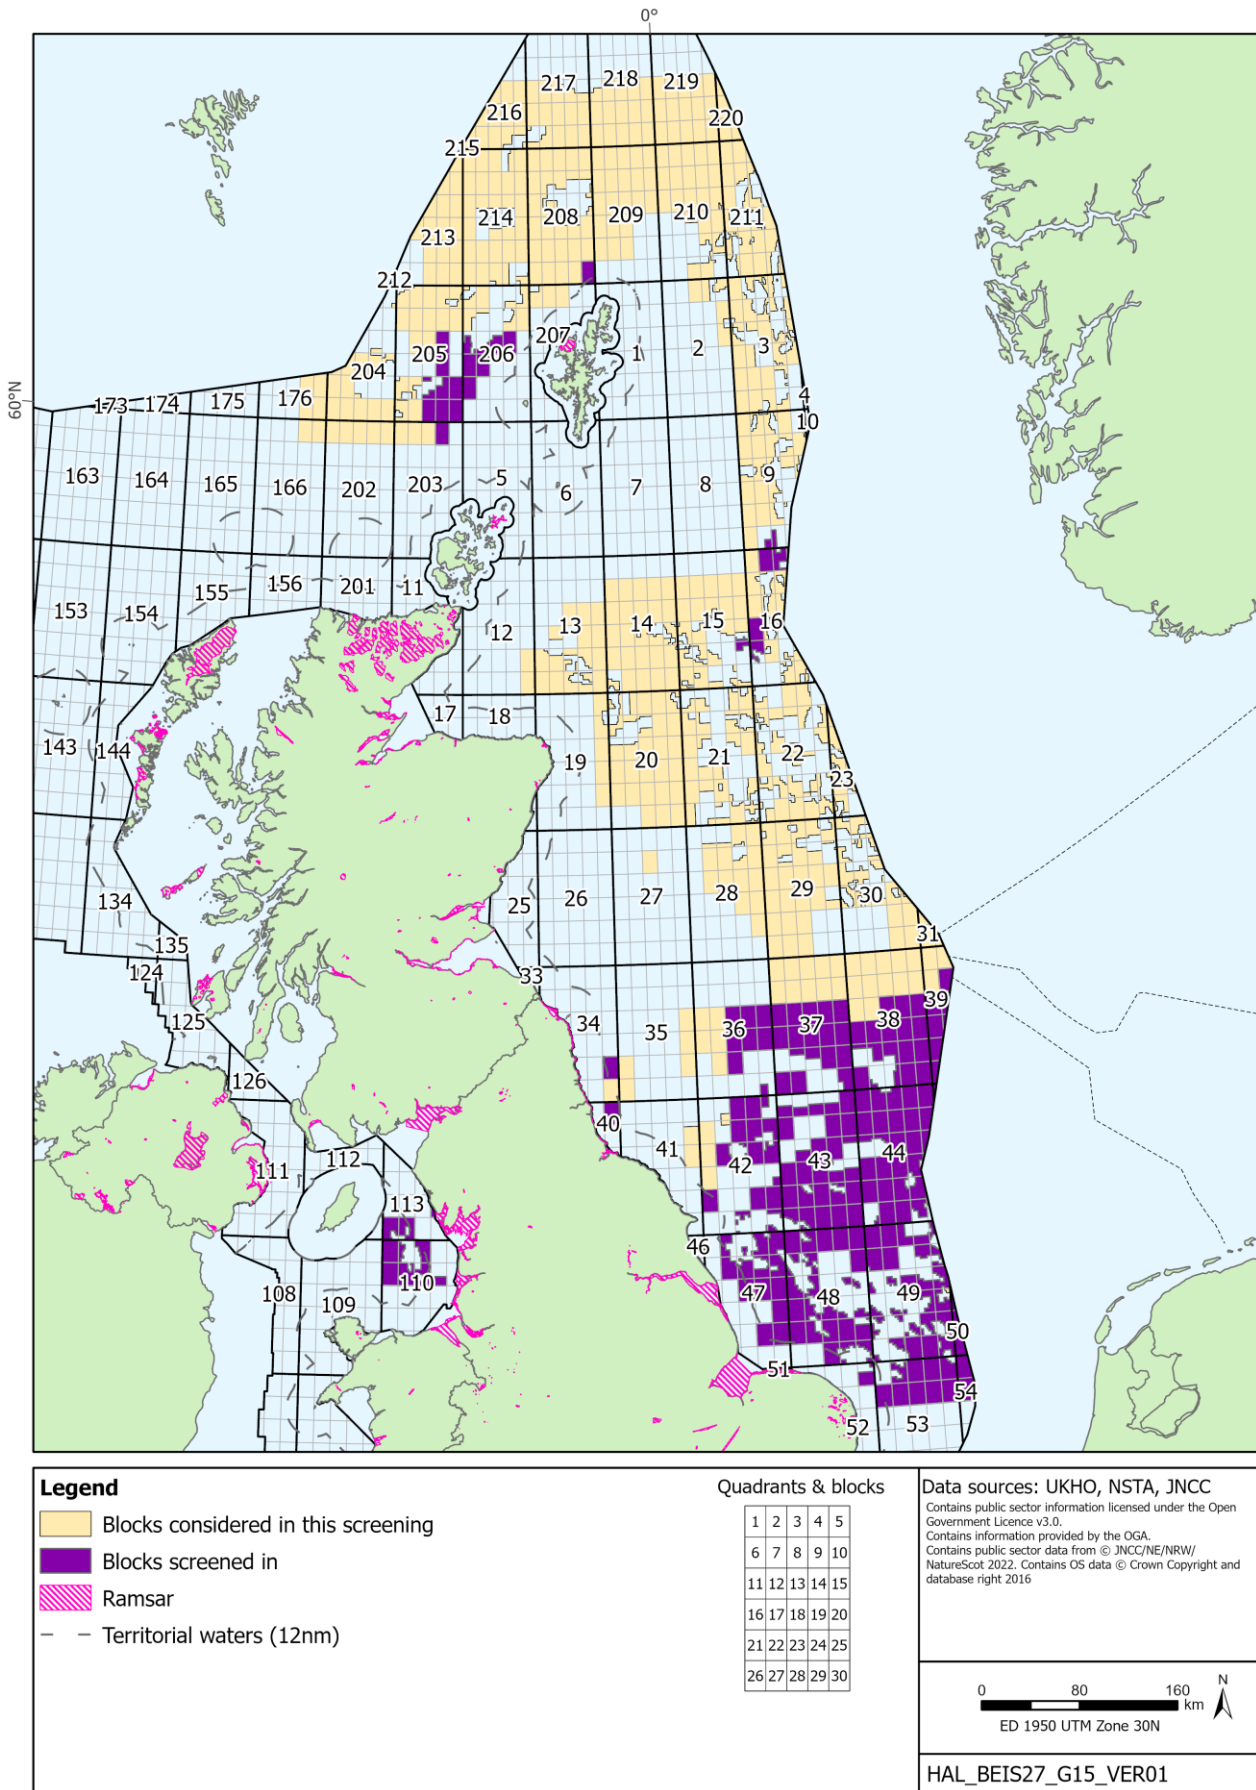 0°
217 218 219
216 220
215
214 208 209 210 211
213
212
207
205 206 1 2 3
204
60°N
173 174 175 176 4
10
163 164 165 166 202 203 5 6 7 8 9
153 154 155 156 201 11 12 13 14 15 16
17 18
143 144 19 20 21 22 23
134 25 26 27 28 29 30
135 31
124 33
125 34 35 36 37 38 39
126
40 41 42 43 44
111 112 113
46
108 109 110 47 48 49
50
51
54
52 53
Legend
Blocks considered in this screening
Blocks screened in
Ramsar
Territorial waters (12nm)
Quadrants & blocks
1 2 3 4 5
6 7 8 9 10
11 12 13 14 15
16 17 18 19 20
21 22 23 24 25
26 27 28 29 30
Data sources: UKHO, NSTA, JNCC
Contains public sector information licensed under the Open
Government Licence v3.0.
Contains information provided by the OGA.
Contains public sector data from © JNCC/NE/NRW/
NatureScot 2022. Contains OS data © Crown Copyright and
database right 2016
0 80 160
km
N
ED 1950 UTM Zone 30N
HAL_BEIS27_G15_VER01